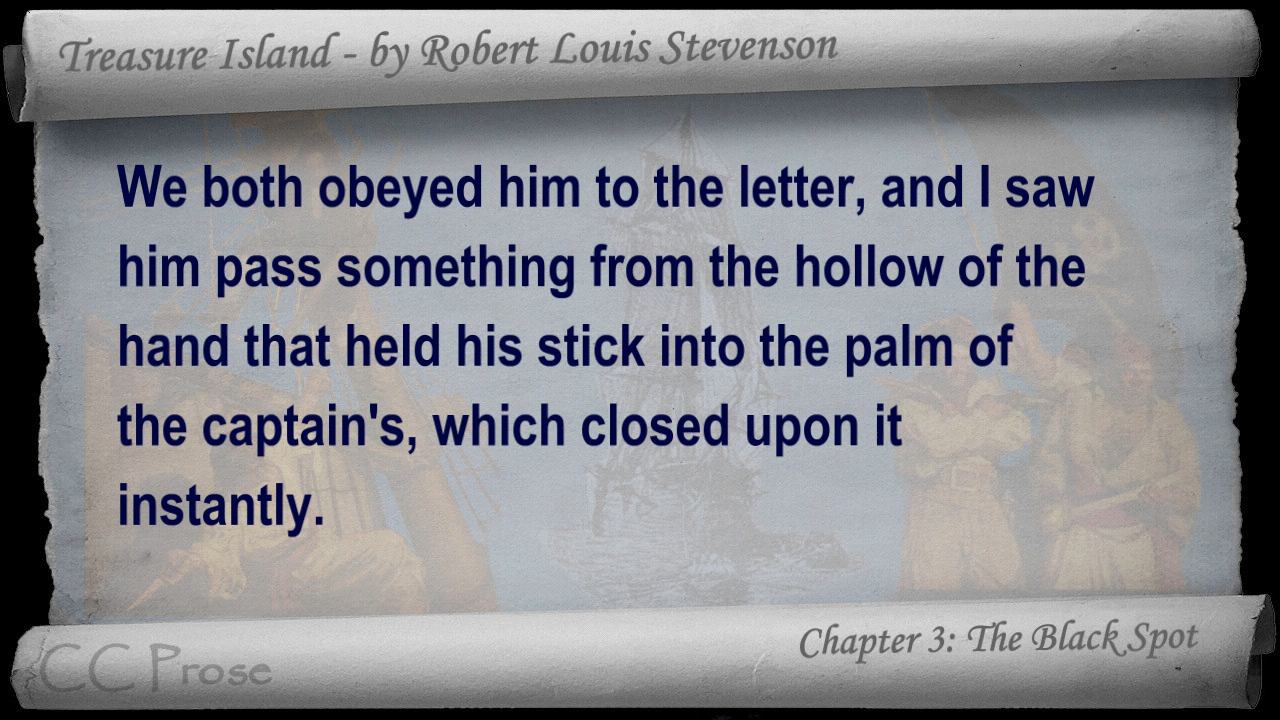 Treasure Island - by Robert Louis Stevenson
We both obeyed him to the letter, and I saw
him pass something from the hollow of the
hand that held his stick into the palm of
the captain's, which closed upon it
instantly.
Chapter 3: The Black Spot
CC Prose